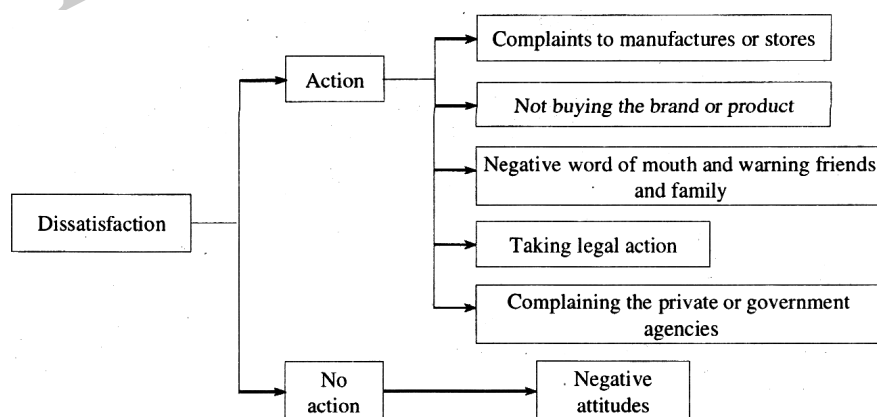 Complaints to manufactures or stores
Action
Not buying the brand or product
Negative word of mouth and warning friends
and family
Dissatisfaction
Taking legal action
Complaining the private or government
agencies
No
action
Negative
attitudes